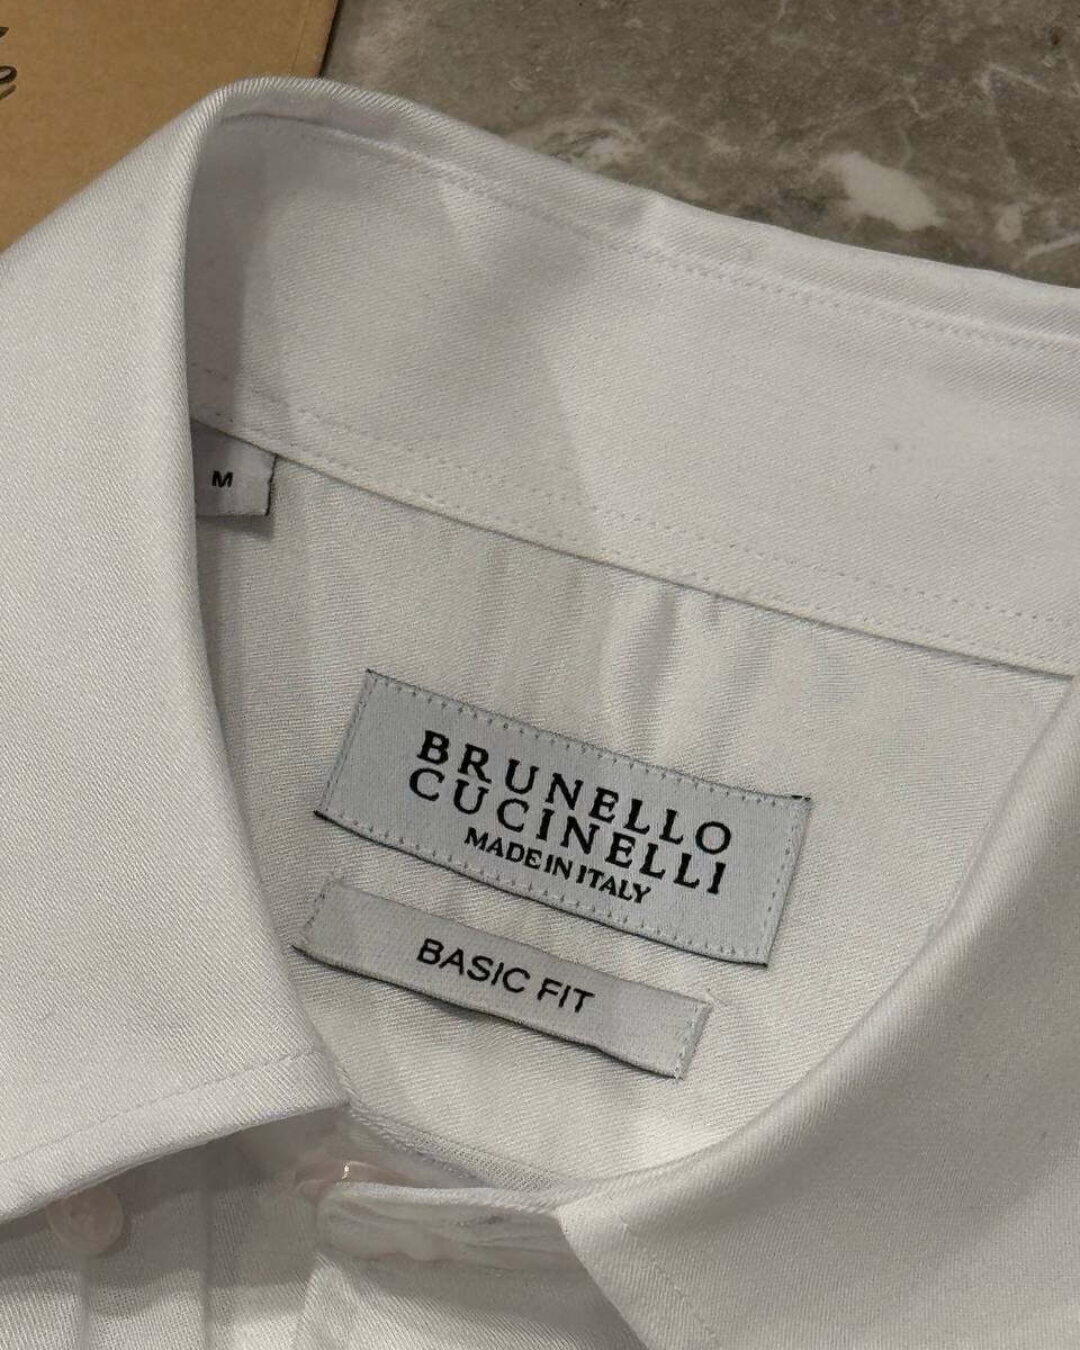 M
BRUNELLO
CUCINELLI
MADE IN ITALY
BASIC FIT